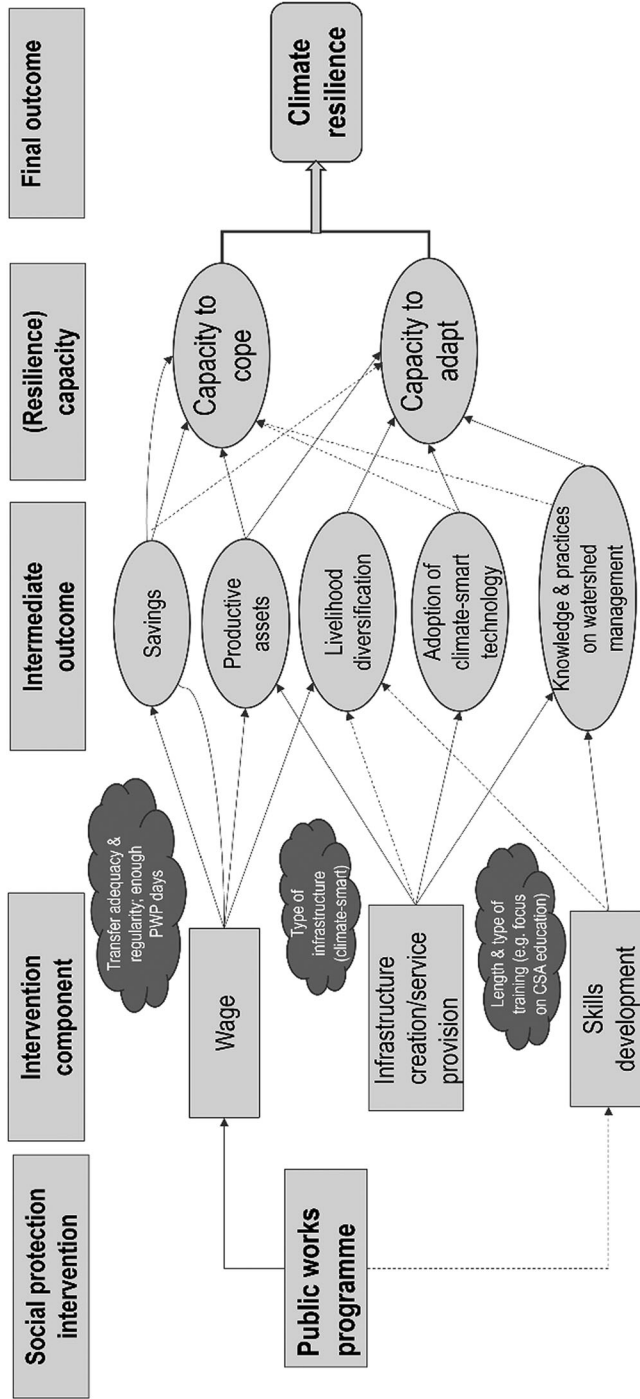 Social protection
intervention
Intervention
component
Intermediate
outcome
(Resilience)
capacity
Final outcome
Public works
programme
Transfer adequacy &
regularity; enough
PWP days
Wage
Type of
infrastructure
(climate-smart)
Infrastructure
creation/service
provision
Length & type of
training (e.g. focus
on CSA education)
Skills
development
Savings
Productive
assets
Livelihood
diversification
Adoption of
climate-smart
technology
Knowledge & practices
on watershed
management
Capacity to
cope
Capacity to
adapt
Climate
resilience